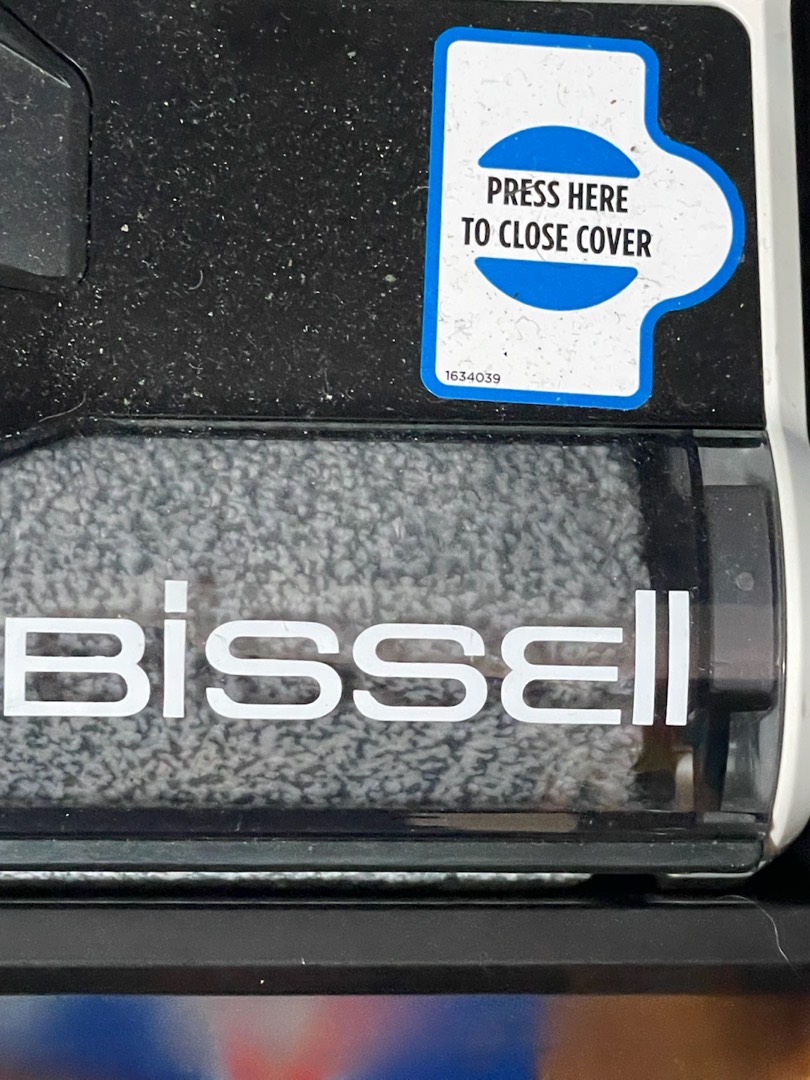 PRESS HERE
TO CLOSE COVER
1634039
BISSELL